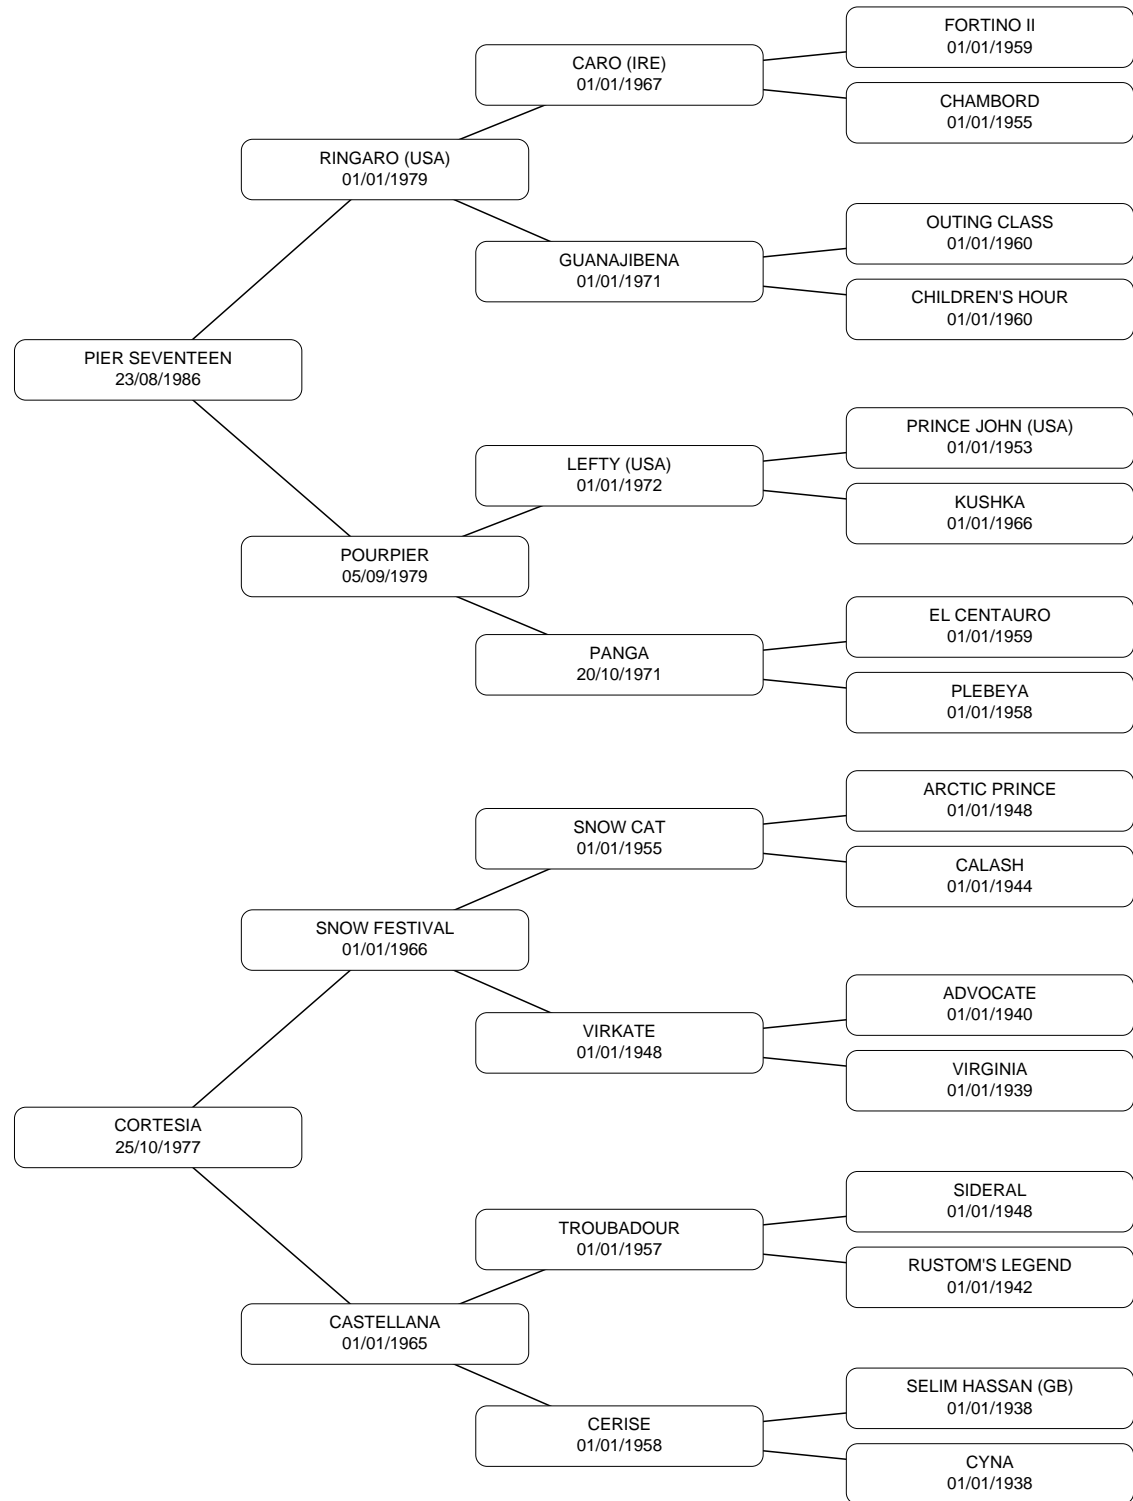 FORTINO II
01/01/1959
CARO (IRE)
01/01/1967
CHAMBORD
01/01/1955
RINGARO (USA)
01/01/1979
OUTING CLASS
01/01/1960
GUANAJIBENA
01/01/1971
CHILDREN'S HOUR
01/01/1960
PIER SEVENTEEN
23/08/1986
PRINCE JOHN (USA)
01/01/1953
LEFTY (USA)
01/01/1972
KUSHKA
01/01/1966
POURPIER
05/09/1979
EL CENTAURO
01/01/1959
PANGA
20/10/1971
PLEBEYA
01/01/1958
ARCTIC PRINCE
01/01/1948
SNOW CAT
01/01/1955
CALASH
01/01/1944
SNOW FESTIVAL
01/01/1966
ADVOCATE
01/01/1940
VIRKATE
01/01/1948
VIRGINIA
01/01/1939
CORTESIA
25/10/1977
SIDERAL
01/01/1948
TROUBADOUR
01/01/1957
RUSTOM'S LEGEND
01/01/1942
CASTELLANA
01/01/1965
SELIM HASSAN (GB)
01/01/1938
CERISE
01/01/1958
CYNA
01/01/1938